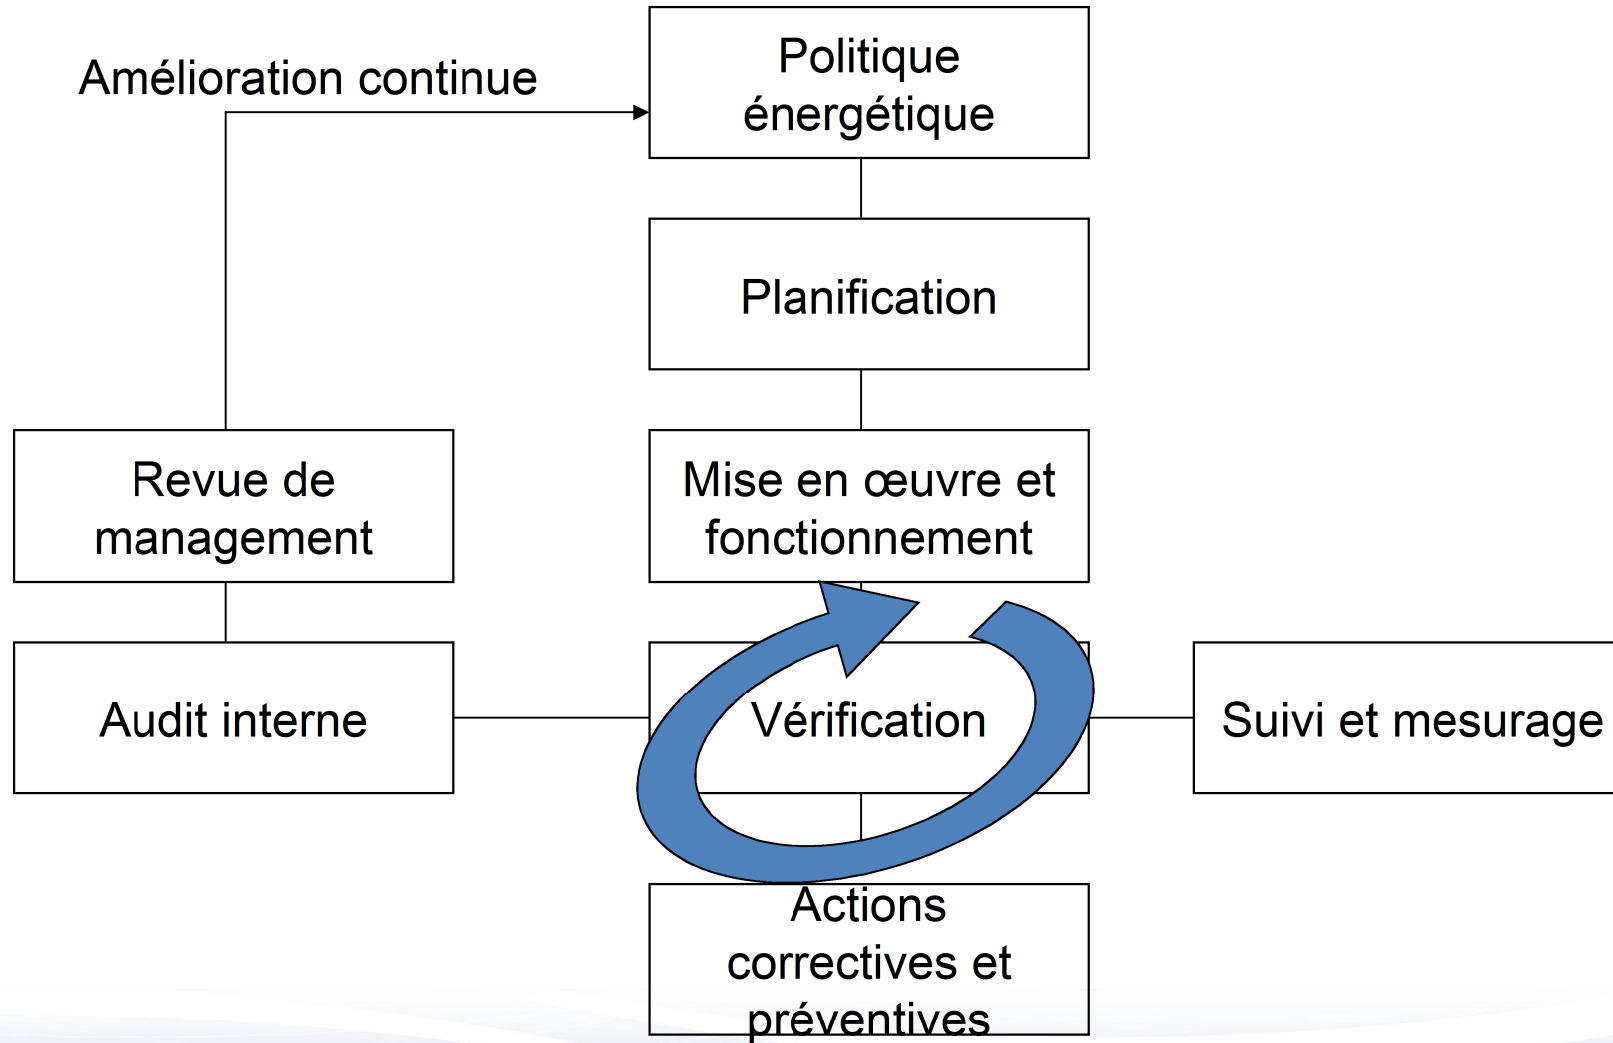 Amélioration continue
Politique
énergétique
Planification
Revue de
management
Mise en œuvre et
fonctionnement
Audit interne
Vérification
Suivi et mesurage
Actions
correctives et
préventives